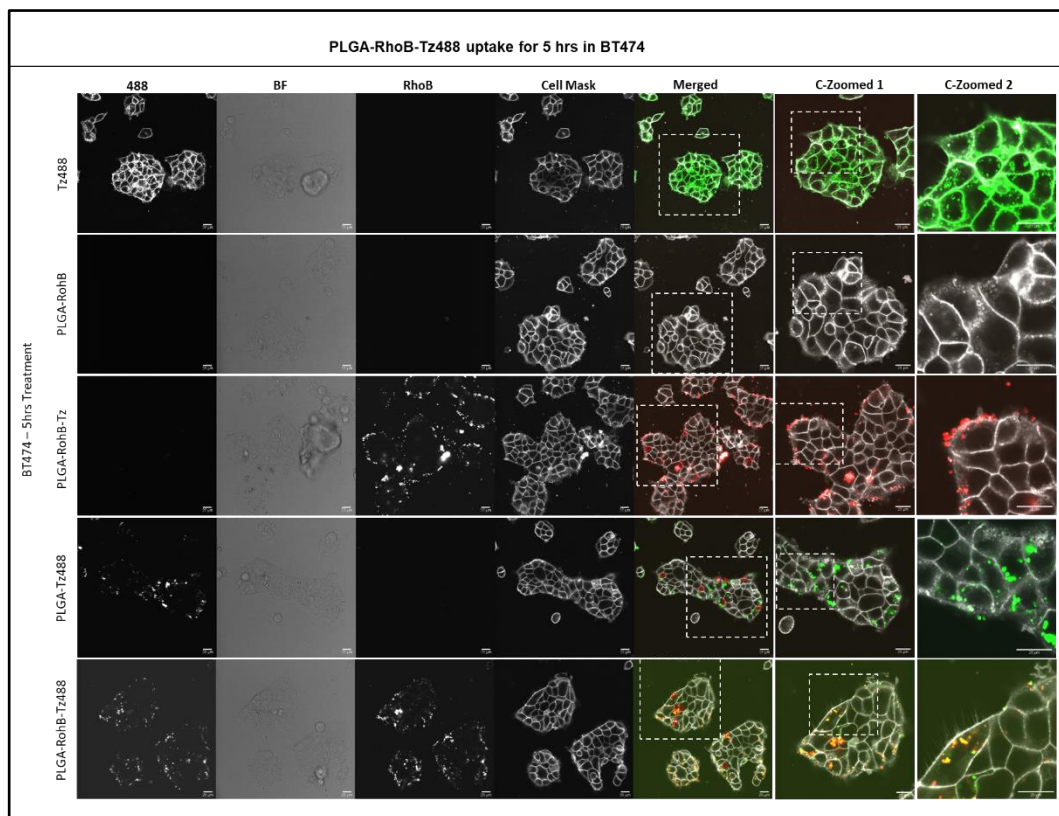 PLGA-RhoB-Tz488 uptake for 5 hrs in BT474
488 BF RhoB Cell Mask Merged C-Zoomed 1 C-Zoomed 2
BT474 – 5hrs Treatment
Tz488
PLGA-RohB
PLGA-RohB-Tz
PLGA-Tz488
PLGA-RohB-Tz488